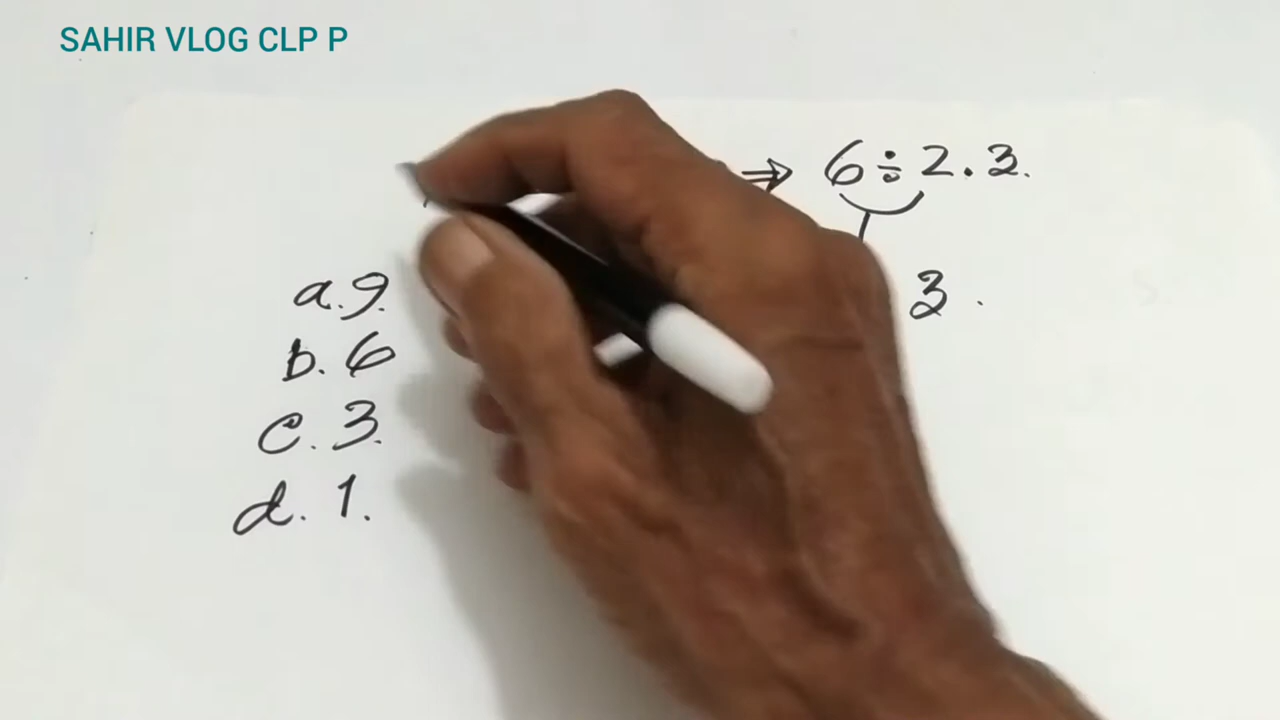 SAHIR VLOG CLP P
⇒ 6 ÷ 2 . 3.
3 .
a. 9.
b. 6
c. 3.
d. 1.